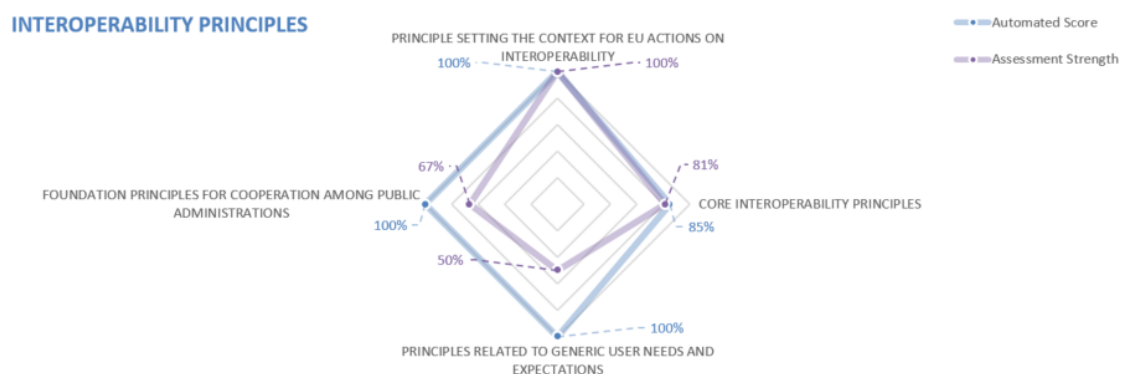 INTEROPERABILITY PRINCIPLES
Automated Score
Assessment Strength
PRINCIPLE SETTING THE CONTEXT FOR EU ACTIONS ON
INTEROPERABILITY
100%
100%
67%
81%
FOUNDATION PRINCIPLES FOR COOPERATION AMONG PUBLIC
ADMINISTRATIONS
CORE INTEROPERABILITY PRINCIPLES
100%
85%
50%
100%
PRINCIPLES RELATED TO GENERIC USER NEEDS AND
EXPECTATIONS